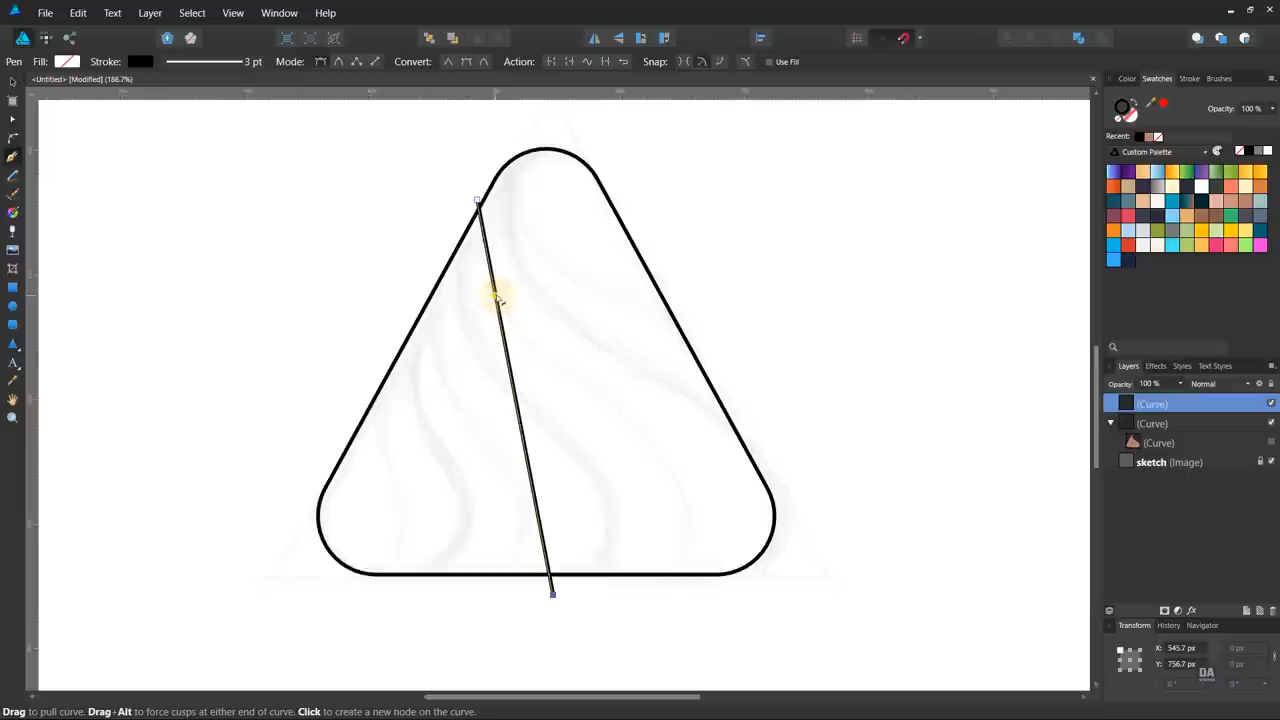 File Edit Text Layer Select View Window Help
Pen Fill: Stroke: 3 pt Mode: Convert: Action: Snap: Use Fill
<Untitled> [Modified] (186.7%)
Color Swatches Stroke Brushes
Opacity: 100 %
Recent:
Custom Palette
Layers Effects Styles Text Styles
Opacity: 100 % Normal
(Curve)
(Curve)
(Curve)
sketch (Image)
fx
Transform History Navigator
X: 545.7 px 0 px
Y: 756.7 px 0 px
DA
0 ° 0 °
Drag to pull curve. Drag+Alt to force cusps at either end of curve. Click to create a new node on the curve.